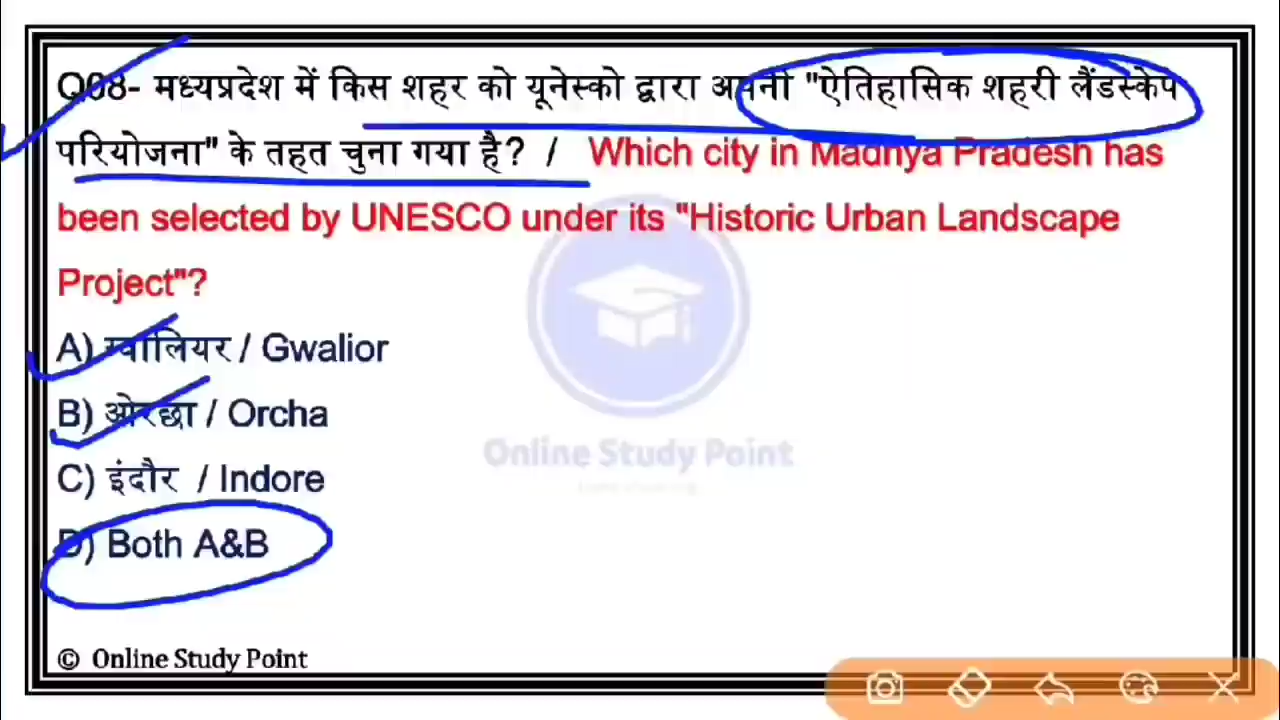 Q08- मध्यप्रदेश में किस शहर को यूनेस्को द्वारा अपनी "ऐतिहासिक शहरी लैंडस्केप
परियोजना" के तहत चुना गया है? / Which city in Madhya Pradesh has
been selected by UNESCO under its "Historic Urban Landscape
Project"?
A) ग्वालियर / Gwalior
B) ओरछा / Orcha
C) इंदौर / Indore
Online Study Point
D) Both A&B
© Online Study Point